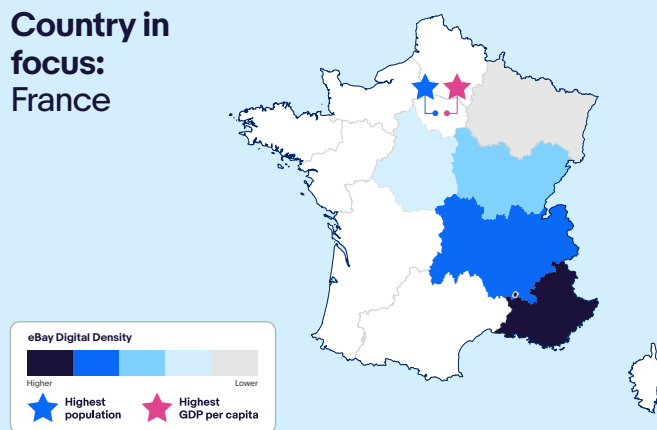 Country in
focus:
France
eBay Digital Density
Higher
Lower
Highest
population
Highest
GDP per capita